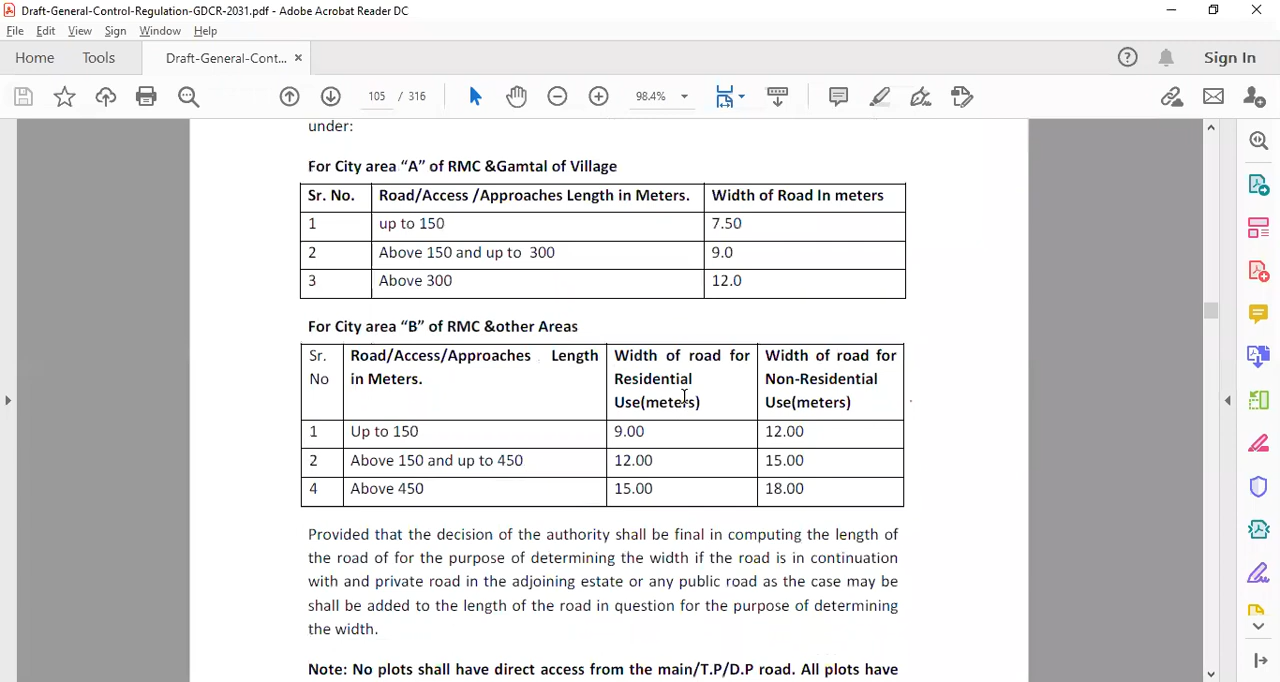 Draft-General-Control-Regulation-GDCR-2031.pdf - Adobe Acrobat Reader DC
File Edit View Sign Window Help
Home Tools Draft-General-Cont... × Sign In
105 / 316 98.4%
under:
For City area “A” of RMC &Gamtal of Village
Sr. No. Road/Access /Approaches Length in Meters. Width of Road In meters
1 up to 150 7.50
2 Above 150 and up to 300 9.0
3 Above 300 12.0
For City area “B” of RMC &other Areas
Sr. Road/Access/Approaches Length Width of road for Width of road for
No in Meters. Residential Non-Residential
Use(meters) Use(meters)
1 Up to 150 9.00 12.00
2 Above 150 and up to 450 12.00 15.00
4 Above 450 15.00 18.00
Provided that the decision of the authority shall be final in computing the length of
the road of for the purpose of determining the width if the road is in continuation
with and private road in the adjoining estate or any public road as the case may be
shall be added to the length of the road in question for the purpose of determining
the width.
Note: No plots shall have direct access from the main/T.P/D.P road. All plots have